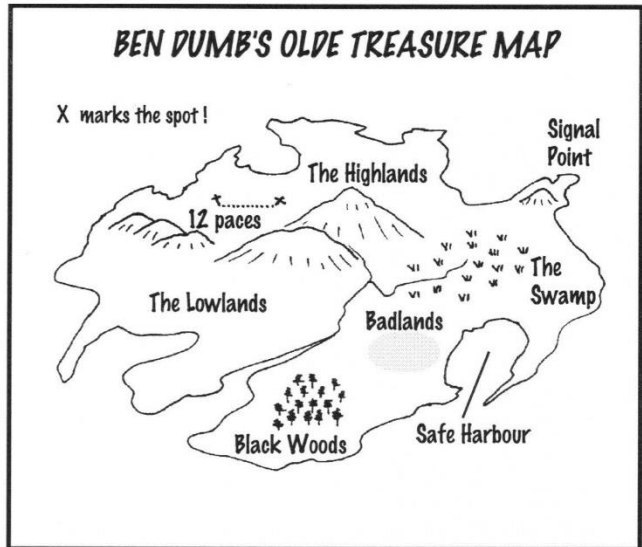 BEN DUMB'S OLDE TREASURE MAP
X marks the spot !
Signal
Point
The Highlands
12 paces
The
Swamp
The Lowlands
Badlands
Black Woods
Safe Harbour